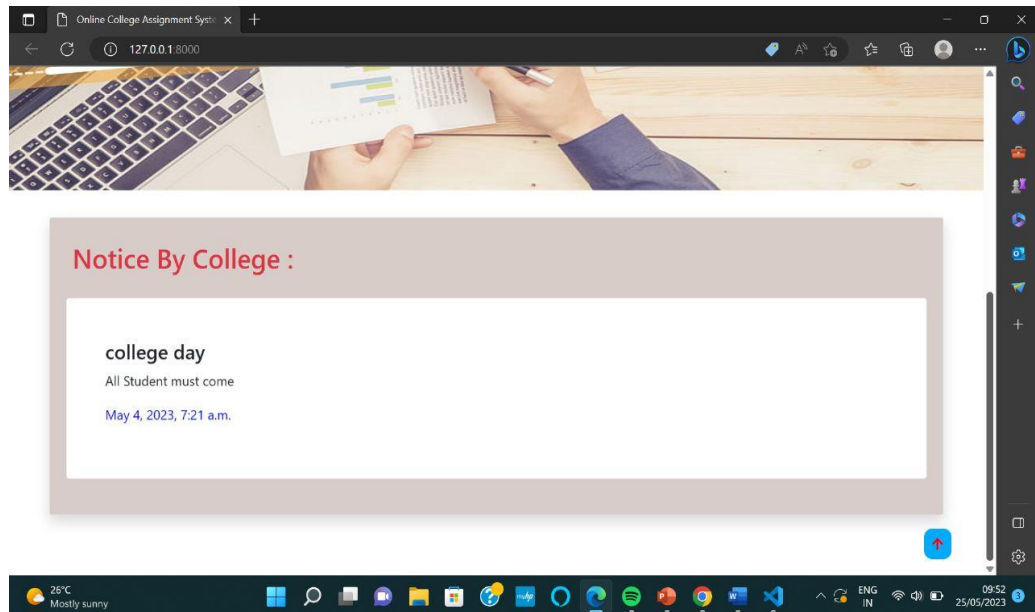 Online College Assignment Syste
127.0.0.1:8000
Notice By College :
college day
All Student must come
May 4, 2023, 7:21 a.m.
26°C
Mostly sunny
ENG
IN
09:52
25/05/2023
3